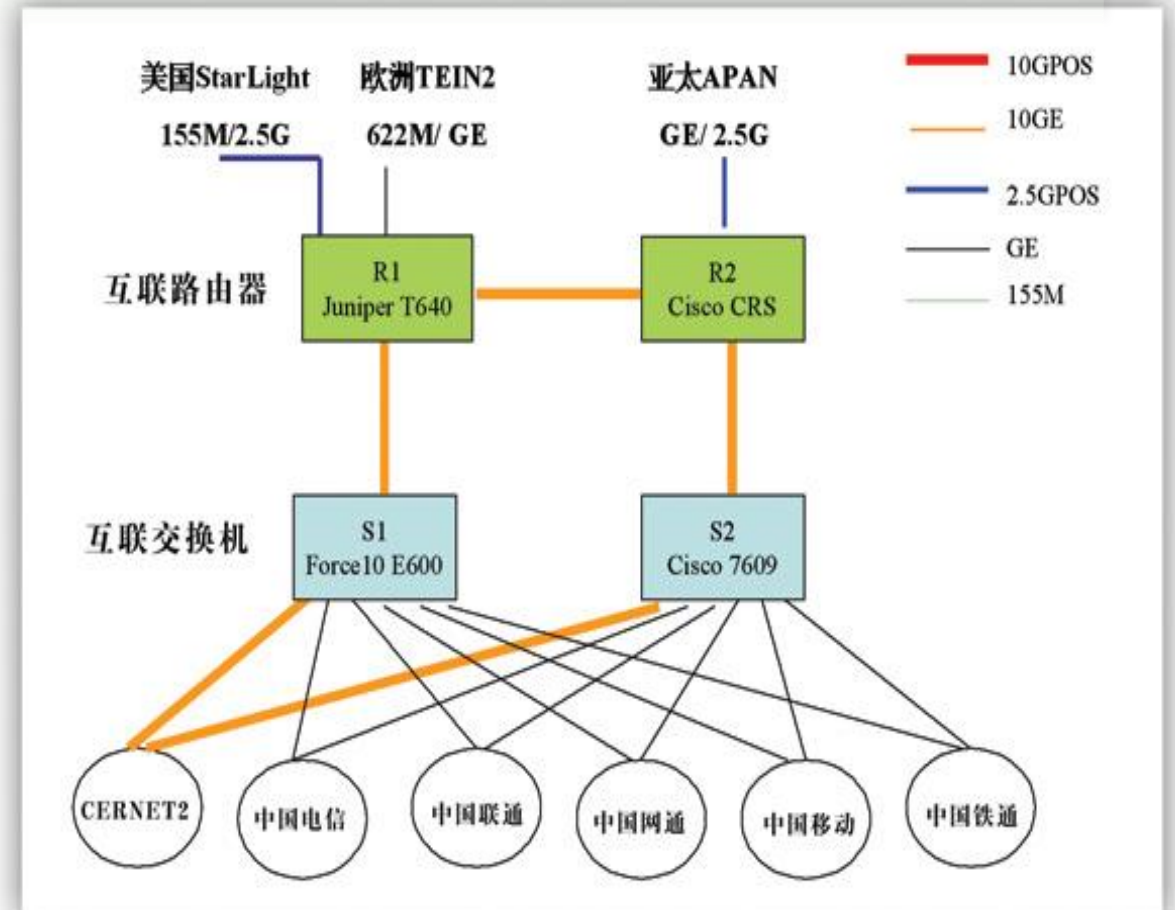 美国StarLight
155M/2.5G
欧洲TEIN2
622M/ GE
亚太APAN
GE/ 2.5G
10GPOS
10GE
2.5GPOS
GE
155M
互联路由器
R1
Juniper T640
R2
Cisco CRS
互联交换机
S1
Force10 E600
S2
Cisco 7609
CERNET2
中国电信
中国联通
中国网通
中国移动
中国铁通